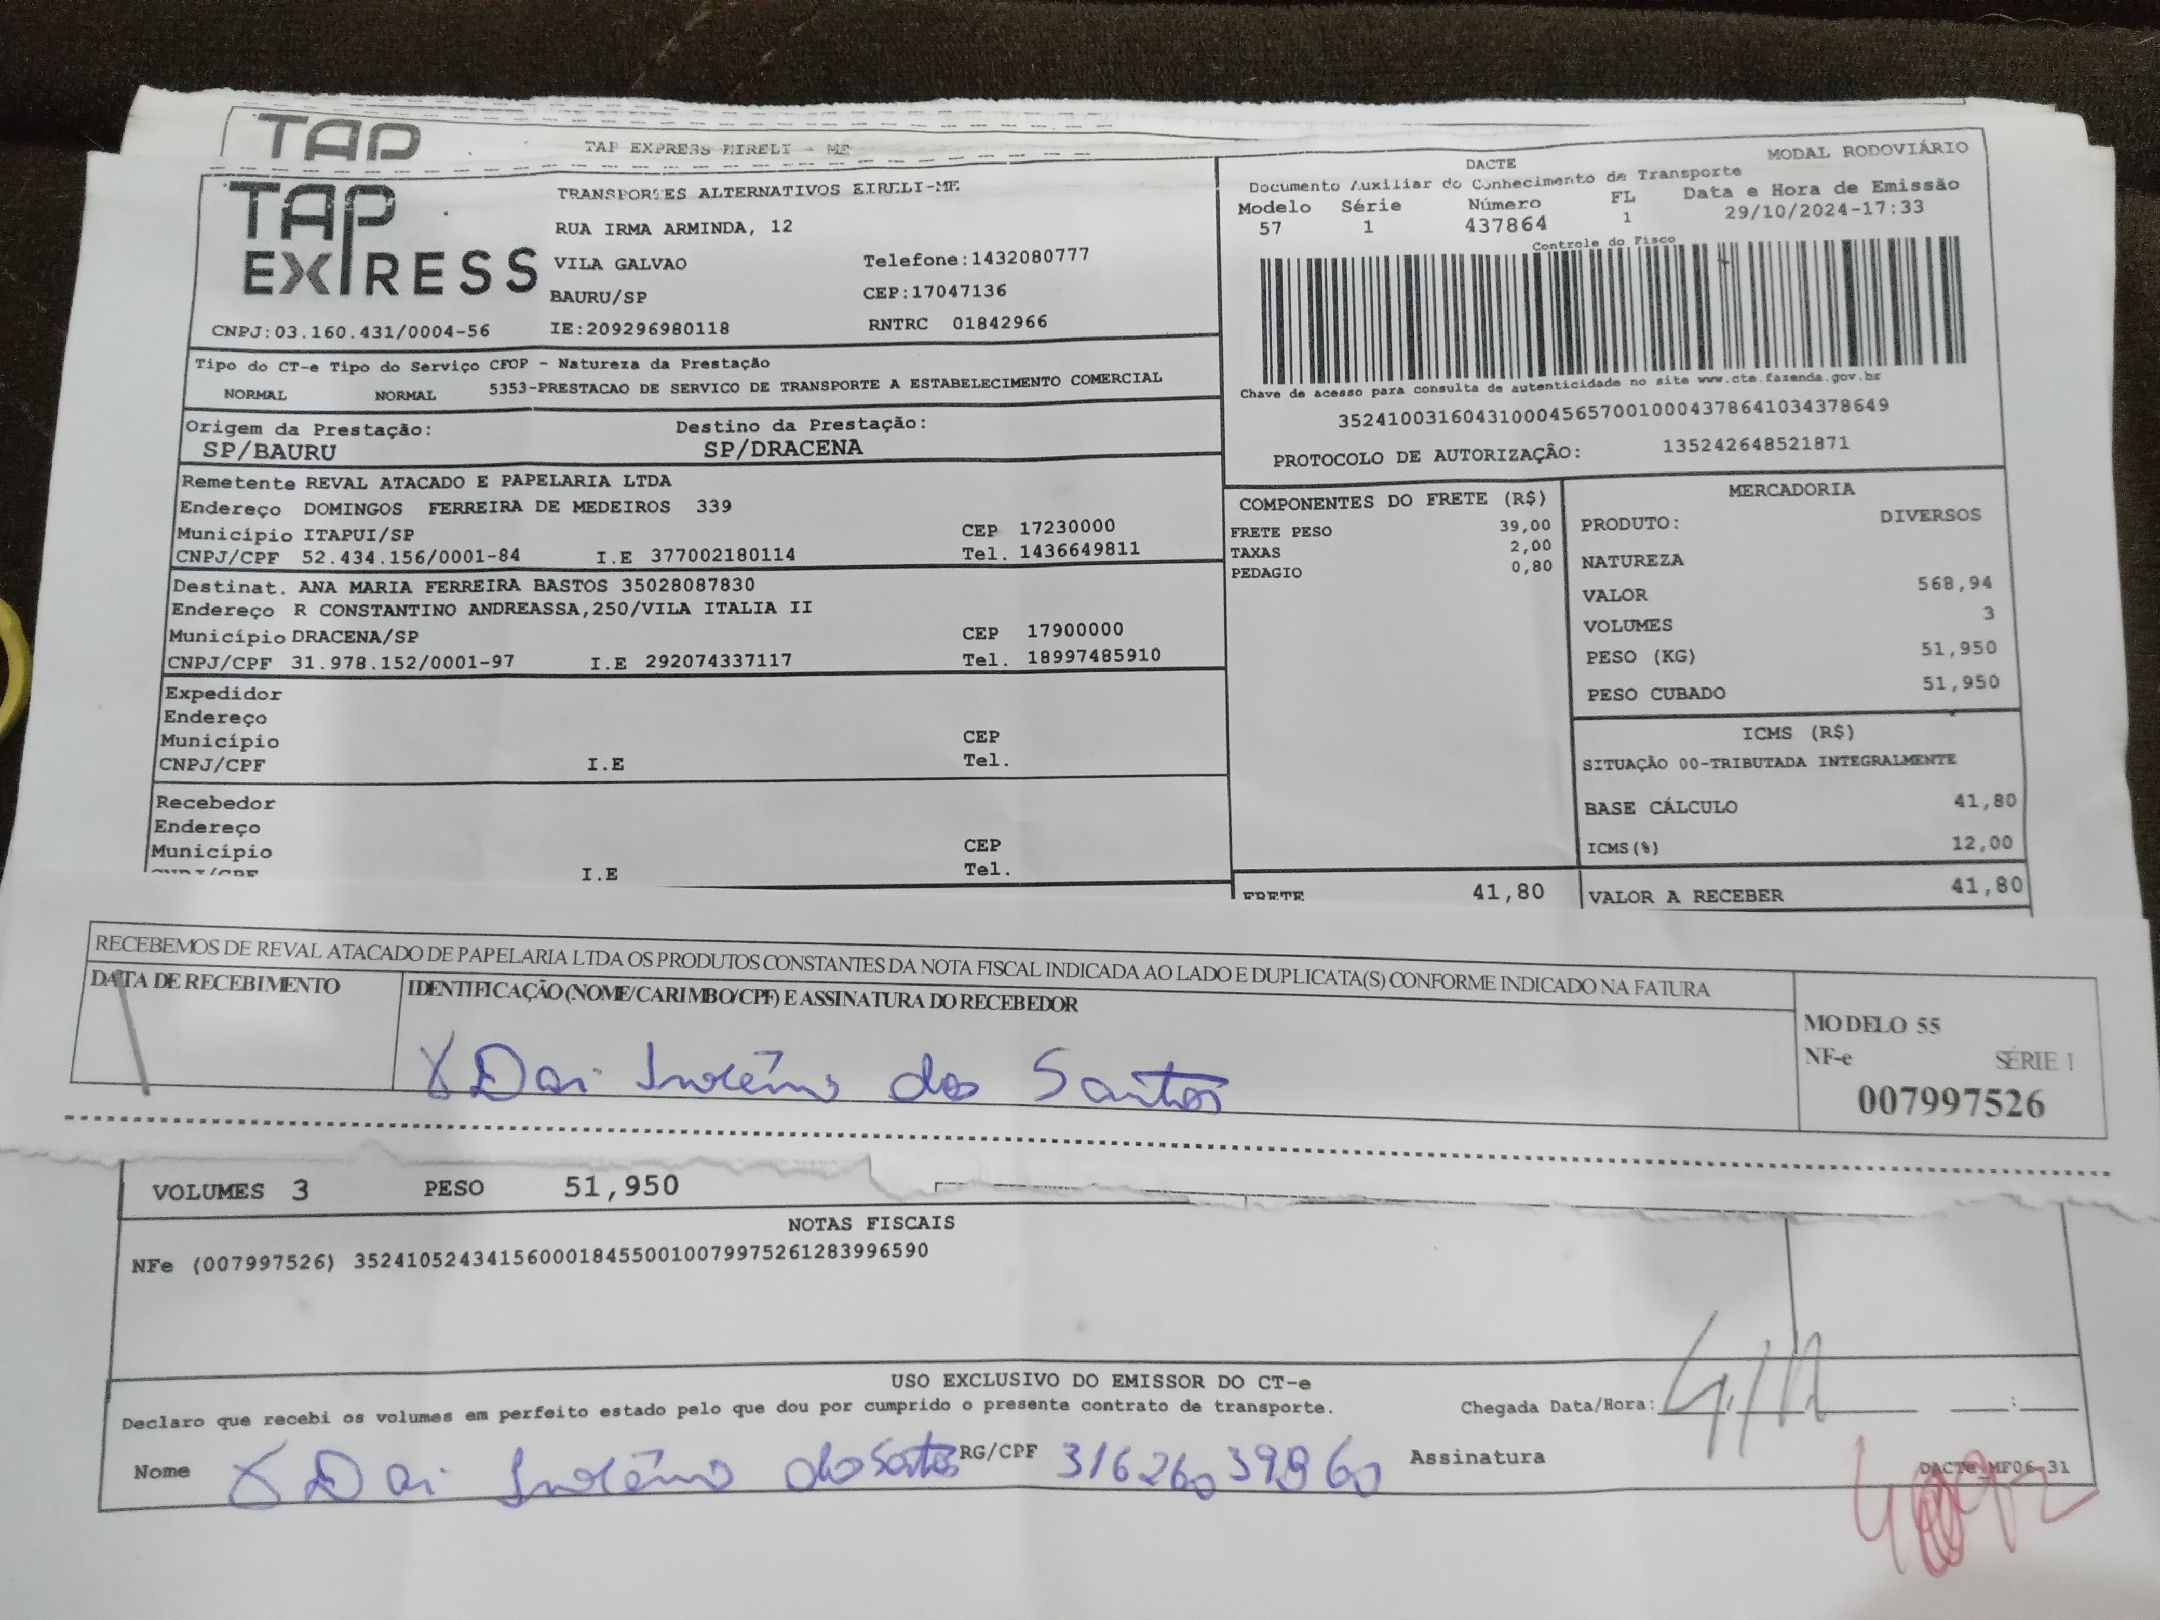 TAP
TAP EXPRESS EIRELI - ME
TAP EXPRESS
TRANSPORTES ALTERNATIVOS EIRELI-ME
RUA IRMA ARMINDA, 12
VILA GALVAO Telefone:1432080777
BAURU/SP CEP:17047136
CNPJ:03.160.431/0004-56 IE:209296980118 RNTRC 01842966
DACTE MODAL RODOVIÁRIO
Documento Auxiliar do Conhecimento de Transporte
Modelo Série Número FL Data e Hora de Emissão
57 1 437864 1 29/10/2024-17:33
Controle do Fisco
Chave de acesso para consulta de autenticidade no site www.cte.fazenda.gov.br
35241003160431000456570010004378641034378649
PROTOCOLO DE AUTORIZAÇÃO: 135242648521871
Tipo do CT-e Tipo do Serviço CFOP - Natureza da Prestação
NORMAL NORMAL 5353-PRESTACAO DE SERVICO DE TRANSPORTE A ESTABELECIMENTO COMERCIAL
Origem da Prestação: Destino da Prestação:
SP/BAURU SP/DRACENA
Remetente REVAL ATACADO E PAPELARIA LTDA
Endereço DOMINGOS FERREIRA DE MEDEIROS 339
Município ITAPUI/SP CEP 17230000
CNPJ/CPF 52.434.156/0001-84 I.E 377002180114 Tel. 1436649811
Destinat. ANA MARIA FERREIRA BASTOS 35028087830
Endereço R CONSTANTINO ANDREASSA,250/VILA ITALIA II
Município DRACENA/SP CEP 17900000
CNPJ/CPF 31.978.152/0001-97 I.E 292074337117 Tel. 18997485910
Expedidor
Endereço
Município CEP
CNPJ/CPF I.E Tel.
Recebedor
Endereço
Município CEP
CNPJ/CPF I.E Tel.
COMPONENTES DO FRETE (R$)
FRETE PESO 39,00
TAXAS 2,00
PEDAGIO 0,80
FRETE 41,80
MERCADORIA
PRODUTO: DIVERSOS
NATUREZA
VALOR 568,94
VOLUMES 3
PESO (KG) 51,950
PESO CUBADO 51,950
ICMS (R$)
SITUAÇÃO 00-TRIBUTADA INTEGRALMENTE
BASE CÁLCULO 41,80
ICMS(%) 12,00
VALOR A RECEBER 41,80
RECEBEMOS DE REVAL ATACADO DE PAPELARIA LTDA OS PRODUTOS CONSTANTES DA NOTA FISCAL INDICADA AO LADO E DUPLICATA(S) CONFORME INDICADO NA FATURA
DATA DE RECEBIMENTO IDENTIFICAÇÃO (NOME/CARIMBO/CPF) E ASSINATURA DO RECEBEDOR
X dos Santos
MODELO 55
NF-e SÉRIE 1
007997526
VOLUMES 3 PESO 51,950
NOTAS FISCAIS
NFe (007997526) 35241052434156000184550010079975261283996590
USO EXCLUSIVO DO EMISSOR DO CT-e
Declaro que recebi os volumes em perfeito estado pelo que dou por cumprido o presente contrato de transporte. Chegada Data/Hora: 4/11 :
Nome X dos Santos RG/CPF Assinatura
DACTe_MF06-31